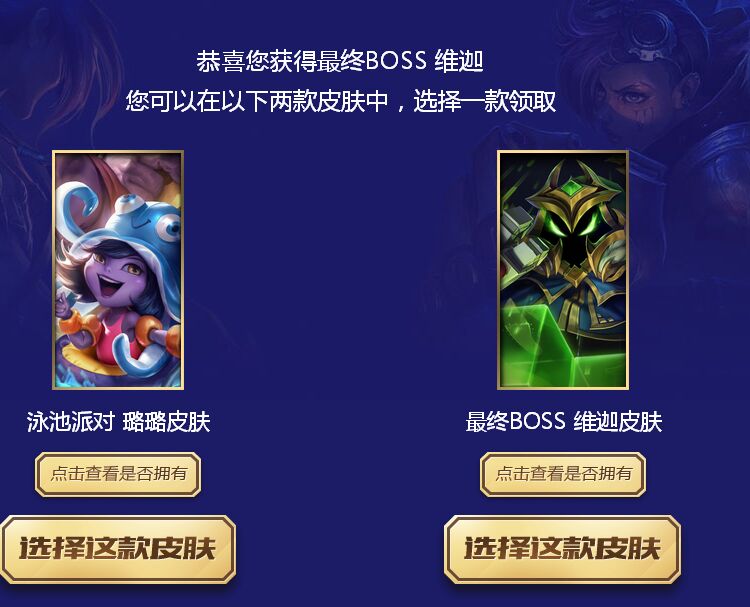 恭喜您获得最终BOSS 维迦
您可以在以下两款皮肤中，选择一款领取
泳池派对 璐璐皮肤
最终BOSS 维迦皮肤
点击查看是否拥有
点击查看是否拥有
选择这款皮肤
选择这款皮肤